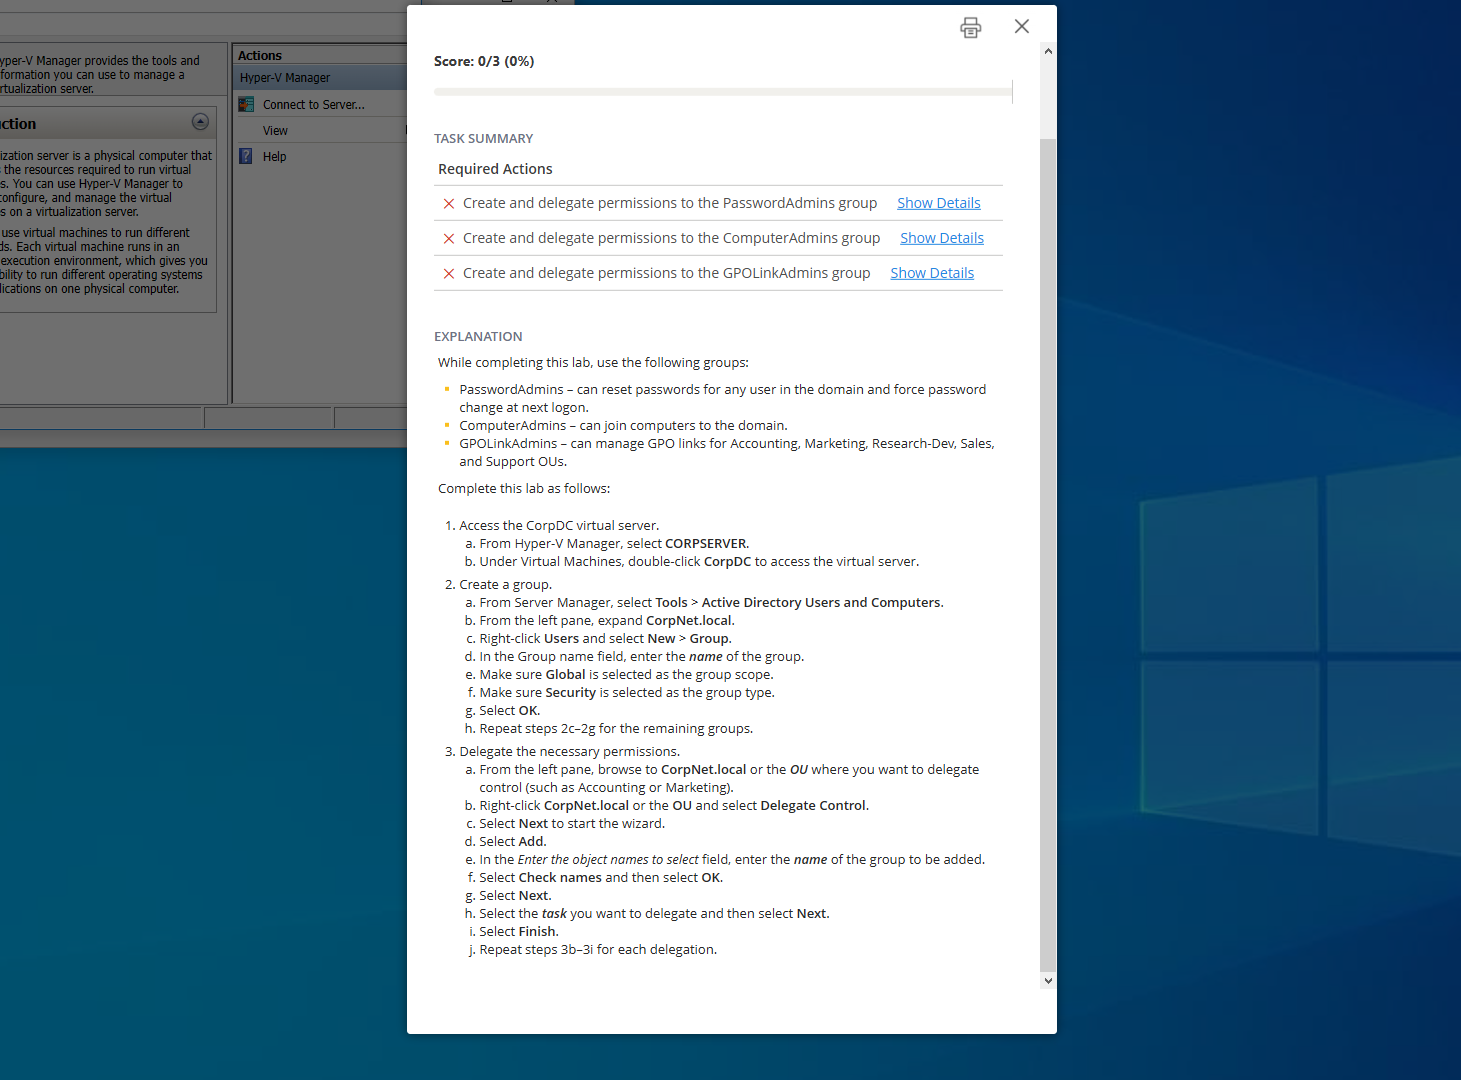 yper-V Manager provides the tools and
formation you can use to manage a
rtualization server.
ction
ization server is a physical computer that
the resources required to run virtual
s. You can use Hyper-V Manager to
configure, and manage the virtual
s on a virtualization server.
use virtual machines to run different
ds. Each virtual machine runs in an
execution environment, which gives you
bility to run different operating systems
lications on one physical computer.
Actions
Hyper-V Manager
Connect to Server...
View
Help
Score: 0/3 (0%)
TASK SUMMARY
Required Actions
Create and delegate permissions to the PasswordAdmins group Show Details
Create and delegate permissions to the ComputerAdmins group Show Details
Create and delegate permissions to the GPOLinkAdmins group Show Details
EXPLANATION
While completing this lab, use the following groups:
PasswordAdmins – can reset passwords for any user in the domain and force password
change at next logon.
ComputerAdmins – can join computers to the domain.
GPOLinkAdmins – can manage GPO links for Accounting, Marketing, Research-Dev, Sales,
and Support OUs.
Complete this lab as follows:
1. Access the CorpDC virtual server.
a. From Hyper-V Manager, select CORPSERVER.
b. Under Virtual Machines, double-click CorpDC to access the virtual server.
2. Create a group.
a. From Server Manager, select Tools > Active Directory Users and Computers.
b. From the left pane, expand CorpNet.local.
c. Right-click Users and select New > Group.
d. In the Group name field, enter the name of the group.
e. Make sure Global is selected as the group scope.
f. Make sure Security is selected as the group type.
g. Select OK.
h. Repeat steps 2c–2g for the remaining groups.
3. Delegate the necessary permissions.
a. From the left pane, browse to CorpNet.local or the OU where you want to delegate
control (such as Accounting or Marketing).
b. Right-click CorpNet.local or the OU and select Delegate Control.
c. Select Next to start the wizard.
d. Select Add.
e. In the Enter the object names to select field, enter the name of the group to be added.
f. Select Check names and then select OK.
g. Select Next.
h. Select the task you want to delegate and then select Next.
i. Select Finish.
j. Repeat steps 3b–3i for each delegation.